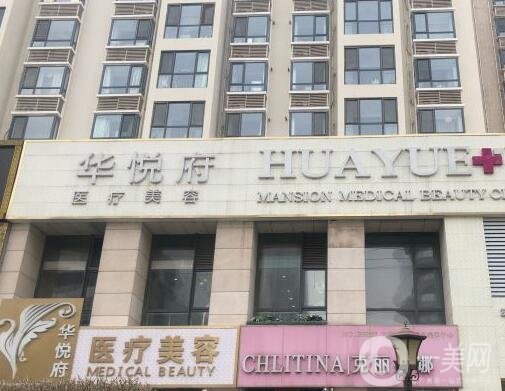 华悦府 HUAYUE
医疗美容 MANSION MEDICAL BEAUTY
华悦府
医疗美容
MEDICAL BEAUTY
CHLITINA 克丽 娜
美网